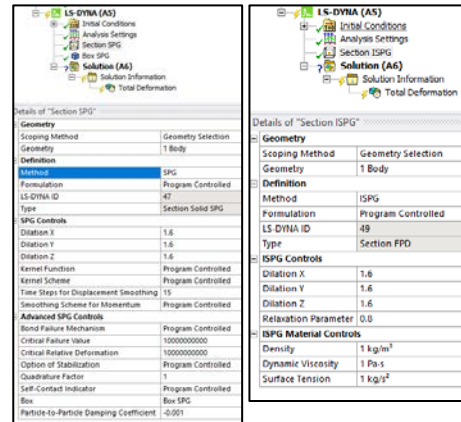 LS-DYNA (A5)
Initial Conditions
Analysis Settings
Section SPG
Box SPG
Solution (A6)
Solution Information
Total Deformation
Details of "Section SPG"
Geometry
Scoping Method Geometry Selection
Geometry 1 Body
Definition
Method SPG
Formulation Program Controlled
LS-DYNA ID 47
Type Section Solid SPG
SPG Controls
Dilation X 1.6
Dilation Y 1.6
Dilation Z 1.6
Kernel Function Program Controlled
Kernel Scheme Program Controlled
Time Steps for Displacement Smoothing 15
Smoothing Scheme for Momentum Program Controlled
Advanced SPG Controls
Bond Failure Mechanism Program Controlled
Critical Failure Value 10000000000
Critical Relative Deformation 10000000000
Option of Stabilization Program Controlled
Quadrature Factor 1
Self-Contact Indicator Program Controlled
Box Box SPG
Particle-to-Particle Damping Coefficient -0.001
LS-DYNA (A5)
Initial Conditions
Analysis Settings
Section ISPG
Solution (A6)
Solution Information
Total Deformation
Details of "Section ISPG"
Geometry
Scoping Method Geometry Selection
Geometry 1 Body
Definition
Method ISPG
Formulation Program Controlled
LS-DYNA ID 49
Type Section FPD
ISPG Controls
Dilation X 1.6
Dilation Y 1.6
Dilation Z 1.6
Relaxation Parameter 0.8
ISPG Material Controls
Density 1 kg/m³
Dynamic Viscosity 1 Pa·s
Surface Tension 1 kg/s²